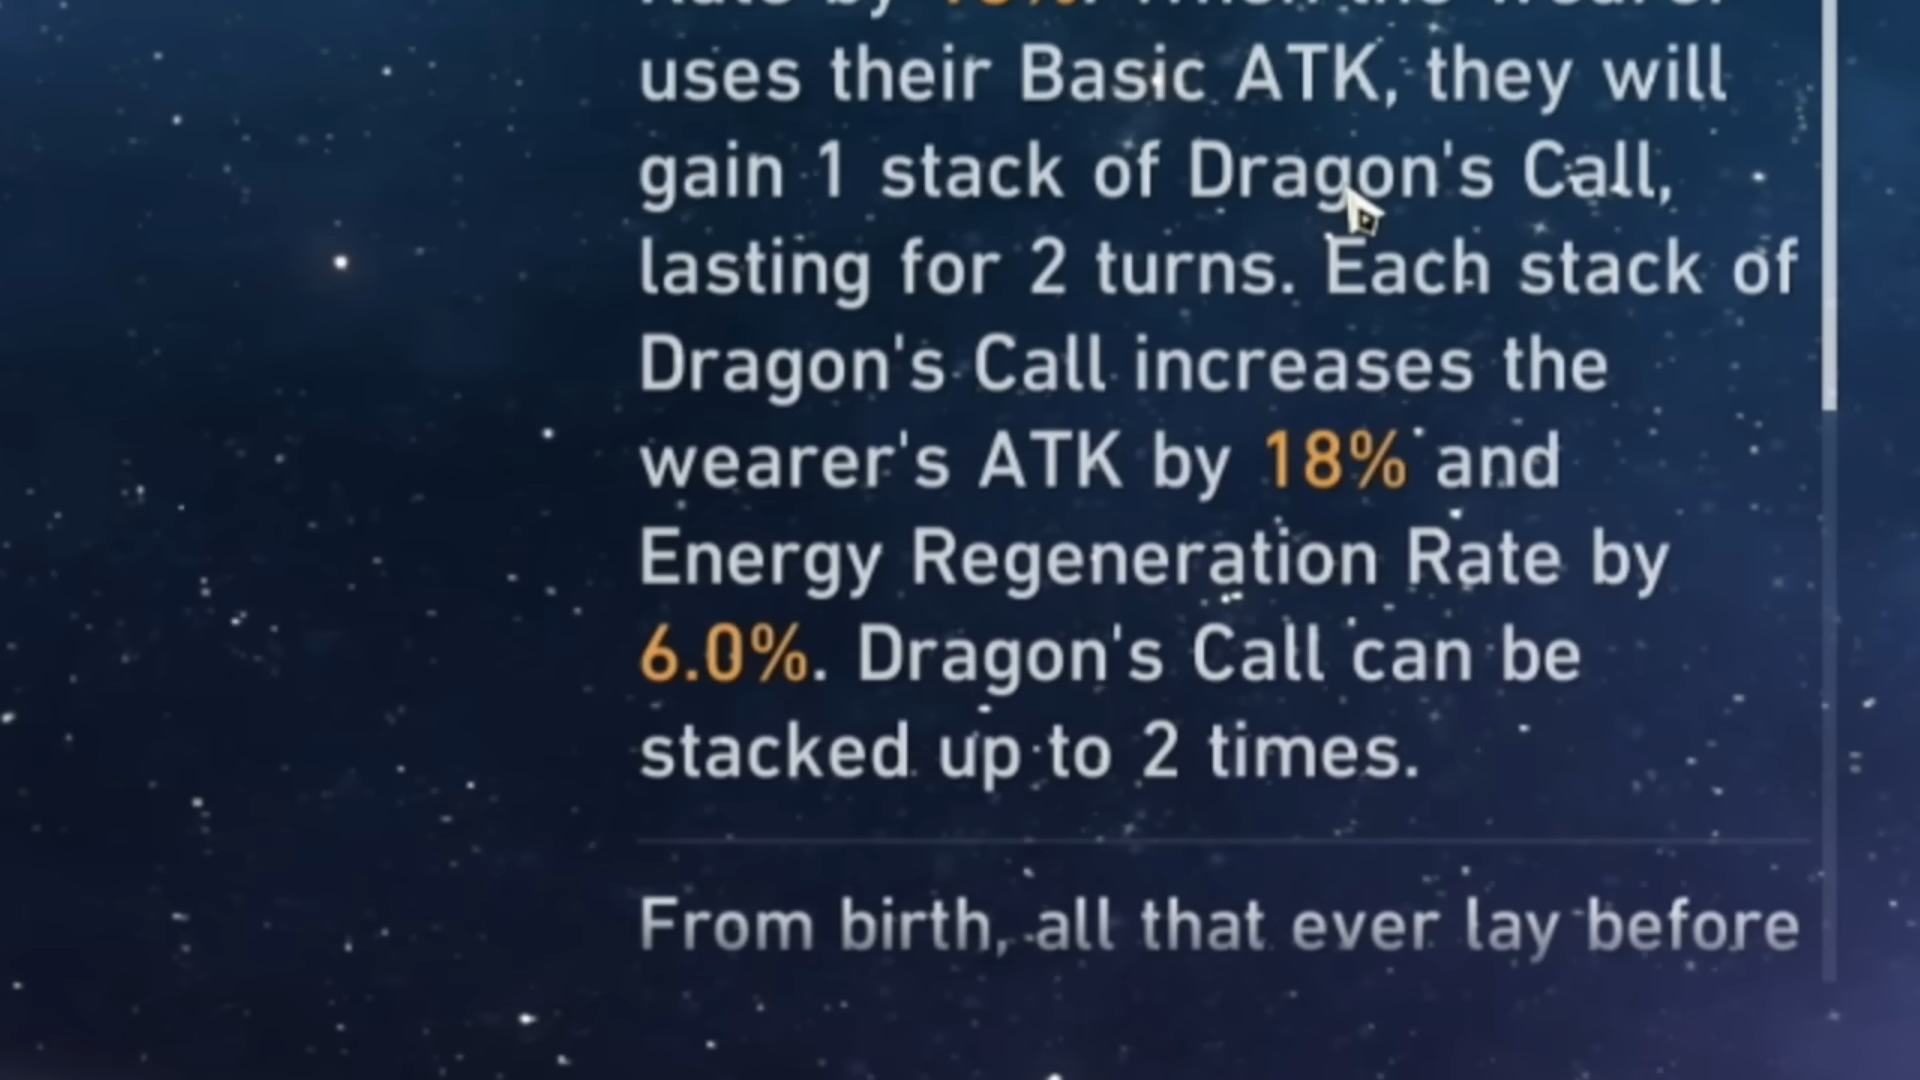 Rate by
uses their Basic ATK, they will
gain 1 stack of Dragon's Call,
lasting for 2 turns. Each stack of
Dragon's Call increases the
wearer's ATK by 18% and
Energy Regeneration Rate by
6.0%. Dragon's Call can be
stacked up to 2 times.
From birth, all that ever lay before